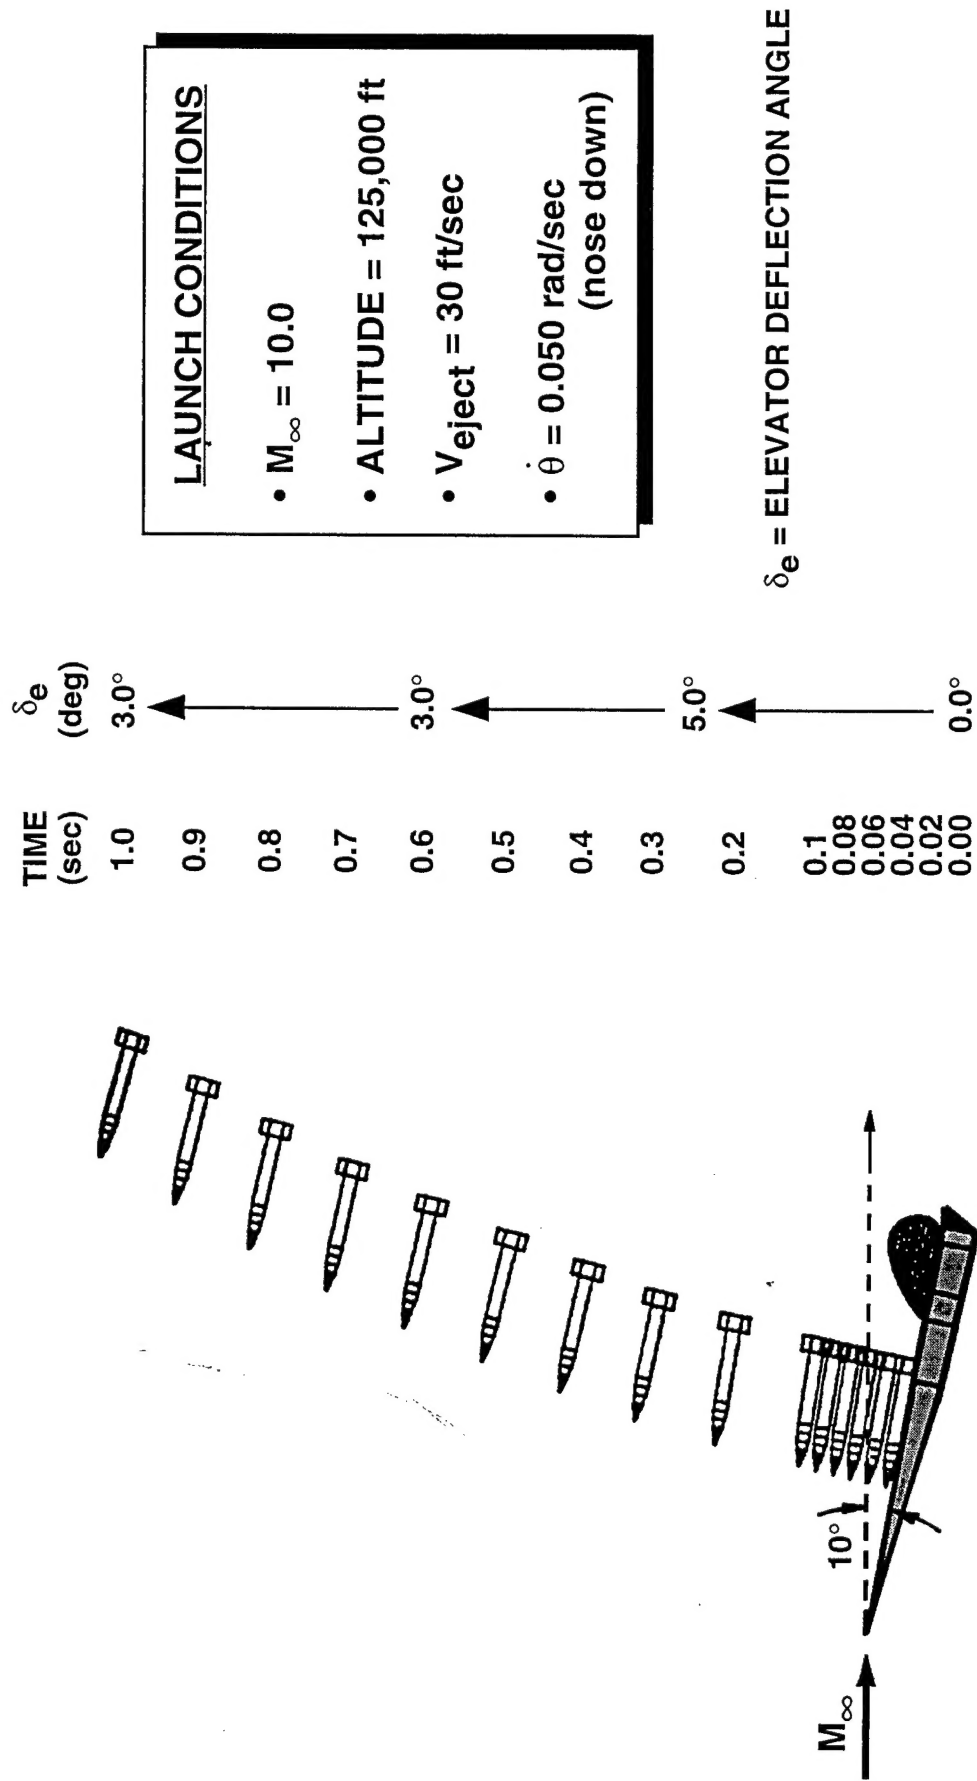 TIME
(sec)
δe
(deg)
1.0
3.0°
0.9
0.8
0.7
0.6
3.0°
0.5
0.4
0.3
5.0°
0.2
0.1
0.08
0.06
0.04
0.02
0.00
0.0°
10°
M∞
LAUNCH CONDITIONS
• M∞ = 10.0
• ALTITUDE = 125,000 ft
• Veject = 30 ft/sec
• θ̇ = 0.050 rad/sec
(nose down)
δe = ELEVATOR DEFLECTION ANGLE